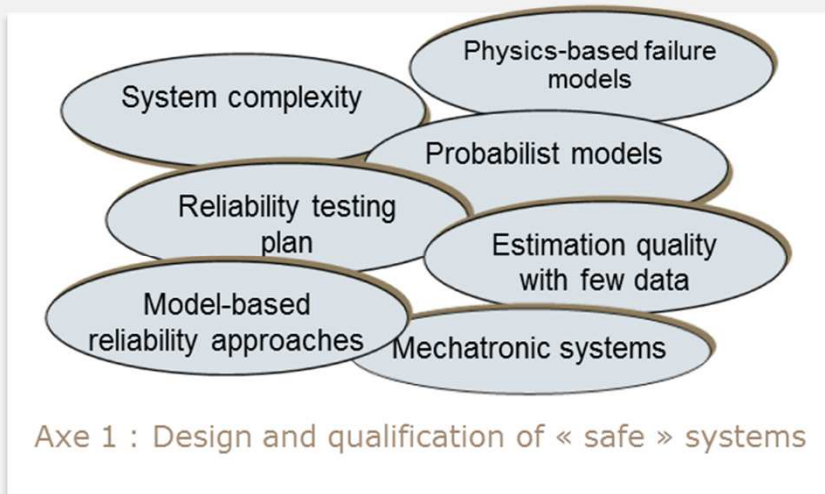 Physics-based failure
models
System complexity
Probabilist models
Reliability testing
plan
Estimation quality
with few data
Model-based
reliability approaches
Mechatronic systems
Axe 1 : Design and qualification of « safe » systems